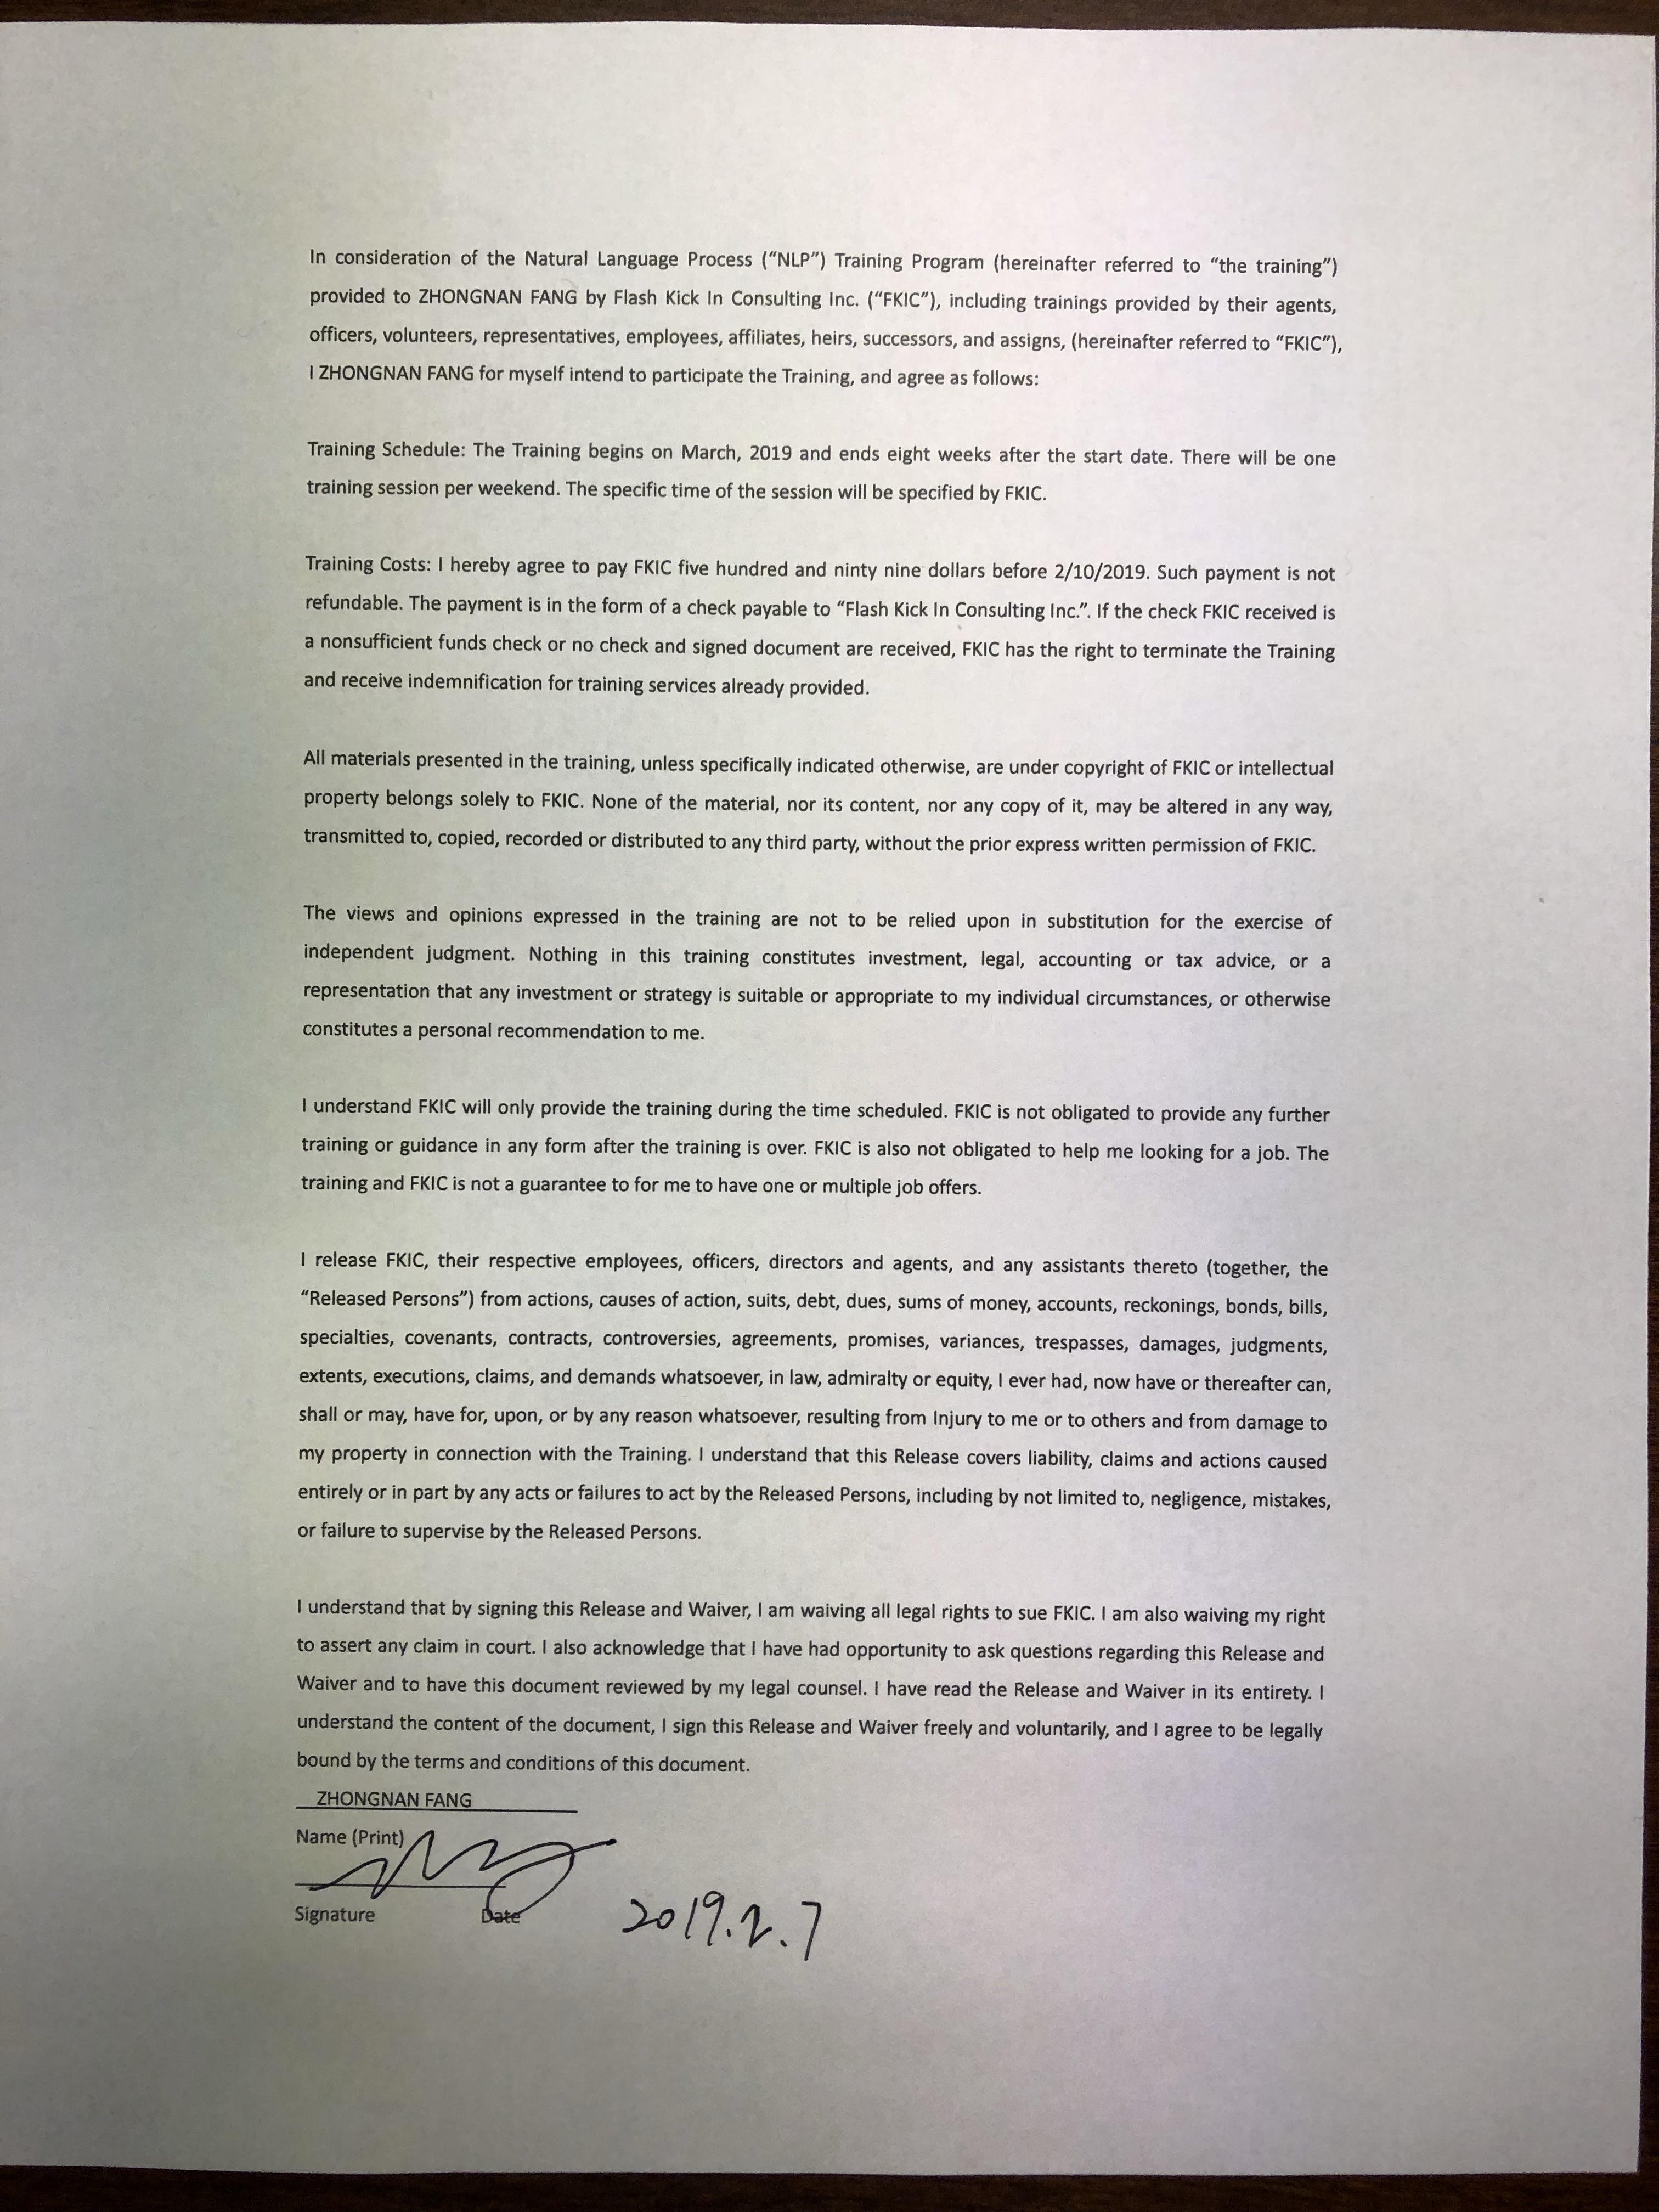 In consideration of the Natural Language Process (“NLP”) Training Program (hereinafter referred to “the training”)
provided to ZHONGNAN FANG by Flash Kick In Consulting Inc. (“FKIC”), including trainings provided by their agents,
officers, volunteers, representatives, employees, affiliates, heirs, successors, and assigns, (hereinafter referred to “FKIC”),
I ZHONGNAN FANG for myself intend to participate the Training, and agree as follows:
Training Schedule: The Training begins on March, 2019 and ends eight weeks after the start date. There will be one
training session per weekend. The specific time of the session will be specified by FKIC.
Training Costs: I hereby agree to pay FKIC five hundred and ninty nine dollars before 2/10/2019. Such payment is not
refundable. The payment is in the form of a check payable to “Flash Kick In Consulting Inc.”. If the check FKIC received is
a nonsufficient funds check or no check and signed document are received, FKIC has the right to terminate the Training
and receive indemnification for training services already provided.
All materials presented in the training, unless specifically indicated otherwise, are under copyright of FKIC or intellectual
property belongs solely to FKIC. None of the material, nor its content, nor any copy of it, may be altered in any way,
transmitted to, copied, recorded or distributed to any third party, without the prior express written permission of FKIC.
The views and opinions expressed in the training are not to be relied upon in substitution for the exercise of
independent judgment. Nothing in this training constitutes investment, legal, accounting or tax advice, or a
representation that any investment or strategy is suitable or appropriate to my individual circumstances, or otherwise
constitutes a personal recommendation to me.
I understand FKIC will only provide the training during the time scheduled. FKIC is not obligated to provide any further
training or guidance in any form after the training is over. FKIC is also not obligated to help me looking for a job. The
training and FKIC is not a guarantee to for me to have one or multiple job offers.
I release FKIC, their respective employees, officers, directors and agents, and any assistants thereto (together, the
“Released Persons”) from actions, causes of action, suits, debt, dues, sums of money, accounts, reckonings, bonds, bills,
specialties, covenants, contracts, controversies, agreements, promises, variances, trespasses, damages, judgments,
extents, executions, claims, and demands whatsoever, in law, admiralty or equity, I ever had, now have or thereafter can,
shall or may, have for, upon, or by any reason whatsoever, resulting from Injury to me or to others and from damage to
my property in connection with the Training. I understand that this Release covers liability, claims and actions caused
entirely or in part by any acts or failures to act by the Released Persons, including by not limited to, negligence, mistakes,
or failure to supervise by the Released Persons.
I understand that by signing this Release and Waiver, I am waiving all legal rights to sue FKIC. I am also waiving my right
to assert any claim in court. I also acknowledge that I have had opportunity to ask questions regarding this Release and
Waiver and to have this document reviewed by my legal counsel. I have read the Release and Waiver in its entirety. I
understand the content of the document, I sign this Release and Waiver freely and voluntarily, and I agree to be legally
bound by the terms and conditions of this document.
ZHONGNAN FANG
Name (Print)
Signature Date 2019.2.7